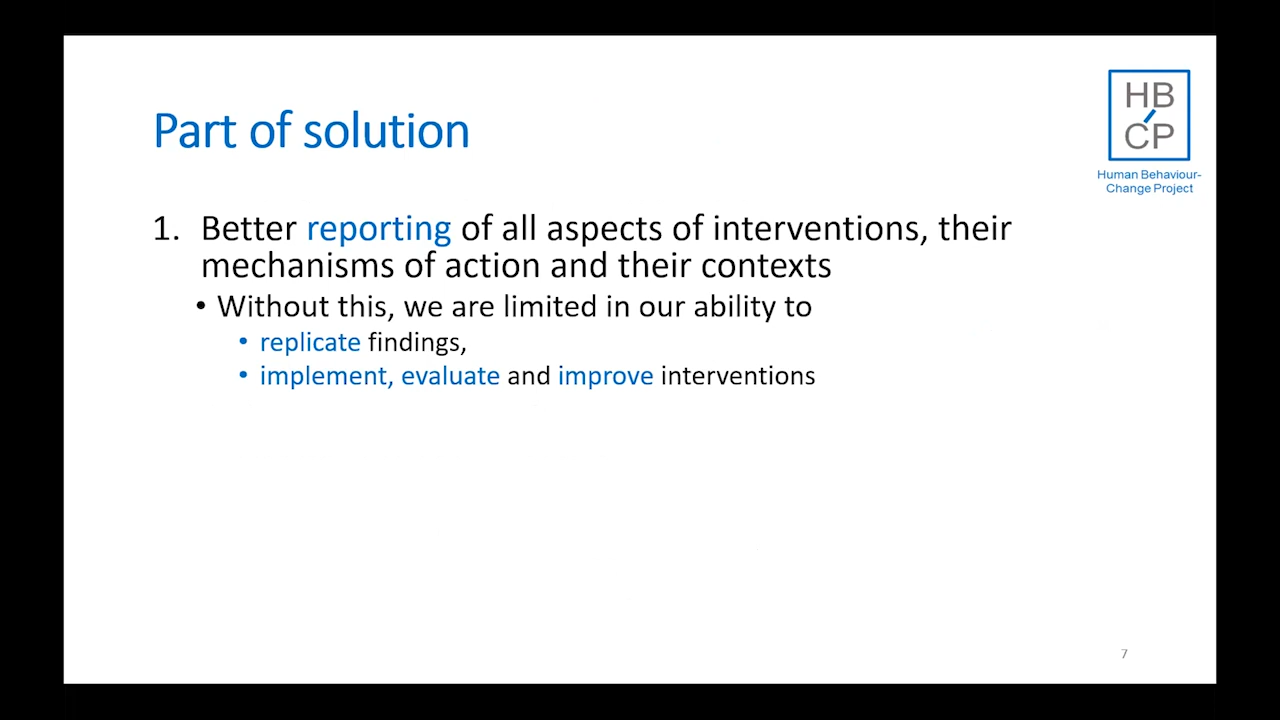 HB
CP
Human Behaviour-
Change Project
Part of solution
1. Better reporting of all aspects of interventions, their
mechanisms of action and their contexts
• Without this, we are limited in our ability to
• replicate findings,
• implement, evaluate and improve interventions
7